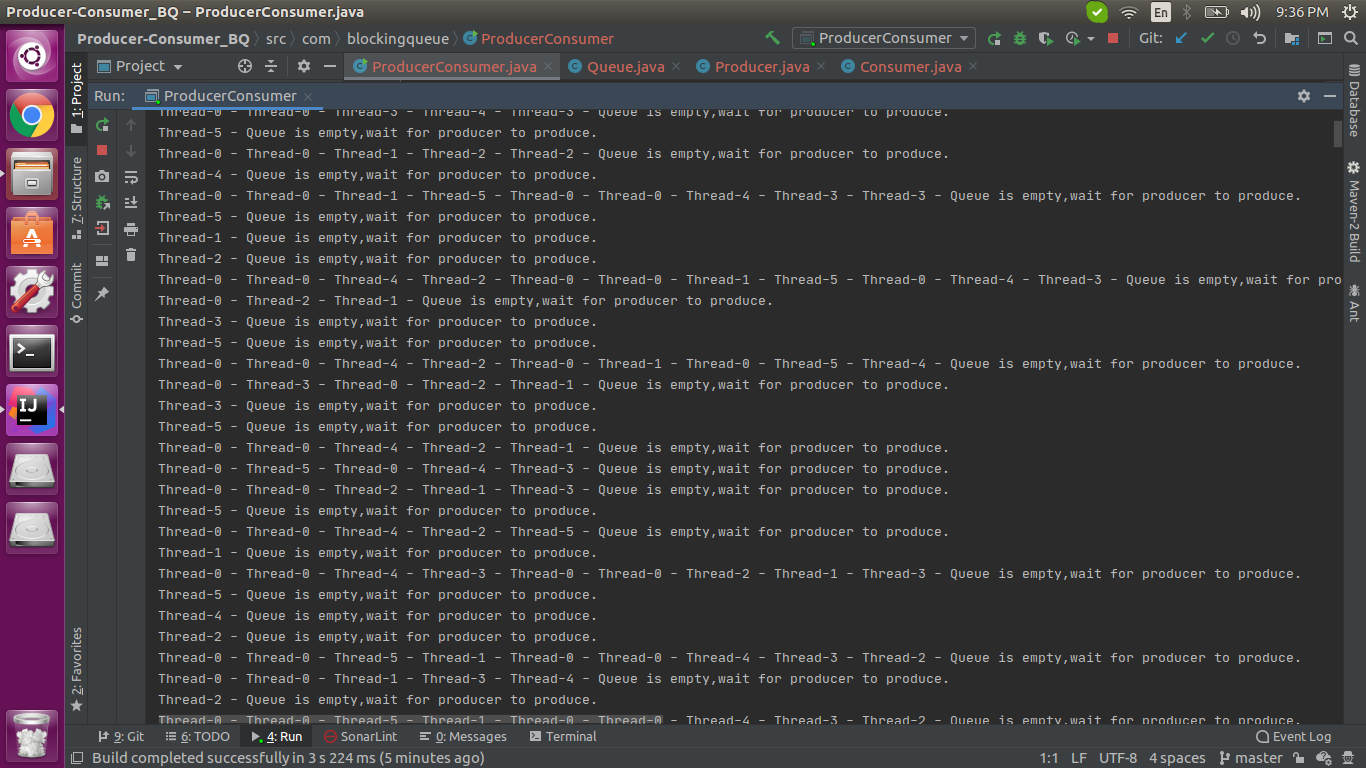 Producer-Consumer_BQ – ProducerConsumer.java
En
9:36 PM
Producer-Consumer_BQ
src
com
blockingqueue
ProducerConsumer
ProducerConsumer
Git:
1: Project
Project
ProducerConsumer.java
Queue.java
Producer.java
Consumer.java
Database
Run:
ProducerConsumer
Thread-0 - Thread-0 - Thread-3 - Thread-4 - Thread-3 - Queue is empty,wait for producer to produce.
Thread-5 - Queue is empty,wait for producer to produce.
Thread-0 - Thread-0 - Thread-1 - Thread-2 - Thread-2 - Queue is empty,wait for producer to produce.
Thread-4 - Queue is empty,wait for producer to produce.
Thread-0 - Thread-0 - Thread-1 - Thread-5 - Thread-0 - Thread-0 - Thread-4 - Thread-3 - Thread-3 - Queue is empty,wait for producer to produce.
Thread-5 - Queue is empty,wait for producer to produce.
Thread-1 - Queue is empty,wait for producer to produce.
Thread-2 - Queue is empty,wait for producer to produce.
Thread-0 - Thread-0 - Thread-4 - Thread-2 - Thread-0 - Thread-0 - Thread-1 - Thread-5 - Thread-0 - Thread-4 - Thread-3 - Queue is empty,wait for pro
Thread-0 - Thread-2 - Thread-1 - Queue is empty,wait for producer to produce.
Thread-3 - Queue is empty,wait for producer to produce.
Thread-5 - Queue is empty,wait for producer to produce.
Thread-0 - Thread-0 - Thread-4 - Thread-2 - Thread-0 - Thread-1 - Thread-0 - Thread-5 - Thread-4 - Queue is empty,wait for producer to produce.
Thread-0 - Thread-3 - Thread-0 - Thread-2 - Thread-1 - Queue is empty,wait for producer to produce.
Thread-3 - Queue is empty,wait for producer to produce.
Thread-5 - Queue is empty,wait for producer to produce.
Thread-0 - Thread-0 - Thread-4 - Thread-2 - Thread-1 - Queue is empty,wait for producer to produce.
Thread-0 - Thread-5 - Thread-0 - Thread-4 - Thread-3 - Queue is empty,wait for producer to produce.
Thread-0 - Thread-0 - Thread-2 - Thread-1 - Thread-3 - Queue is empty,wait for producer to produce.
Thread-5 - Queue is empty,wait for producer to produce.
Thread-0 - Thread-0 - Thread-4 - Thread-2 - Thread-5 - Queue is empty,wait for producer to produce.
Thread-1 - Queue is empty,wait for producer to produce.
Thread-0 - Thread-0 - Thread-4 - Thread-3 - Thread-0 - Thread-0 - Thread-2 - Thread-1 - Thread-3 - Queue is empty,wait for producer to produce.
Thread-5 - Queue is empty,wait for producer to produce.
Thread-4 - Queue is empty,wait for producer to produce.
Thread-2 - Queue is empty,wait for producer to produce.
Thread-0 - Thread-0 - Thread-5 - Thread-1 - Thread-0 - Thread-0 - Thread-4 - Thread-3 - Thread-2 - Queue is empty,wait for producer to produce.
Thread-0 - Thread-0 - Thread-1 - Thread-3 - Thread-4 - Queue is empty,wait for producer to produce.
Thread-2 - Queue is empty,wait for producer to produce.
Thread-0 - Thread-0 - Thread-5 - Thread-1 - Thread-0 - Thread-0 - Thread-4 - Thread-3 - Thread-2 - Queue is empty,wait for producer to produce.
7: Structure
Commit
2: Favorites
Maven-2 Build
Ant
IJ
9: Git
6: TODO
4: Run
SonarLint
0: Messages
Terminal
Event Log
Build completed successfully in 3 s 224 ms (5 minutes ago)
1:1
LF
UTF-8
4 spaces
master